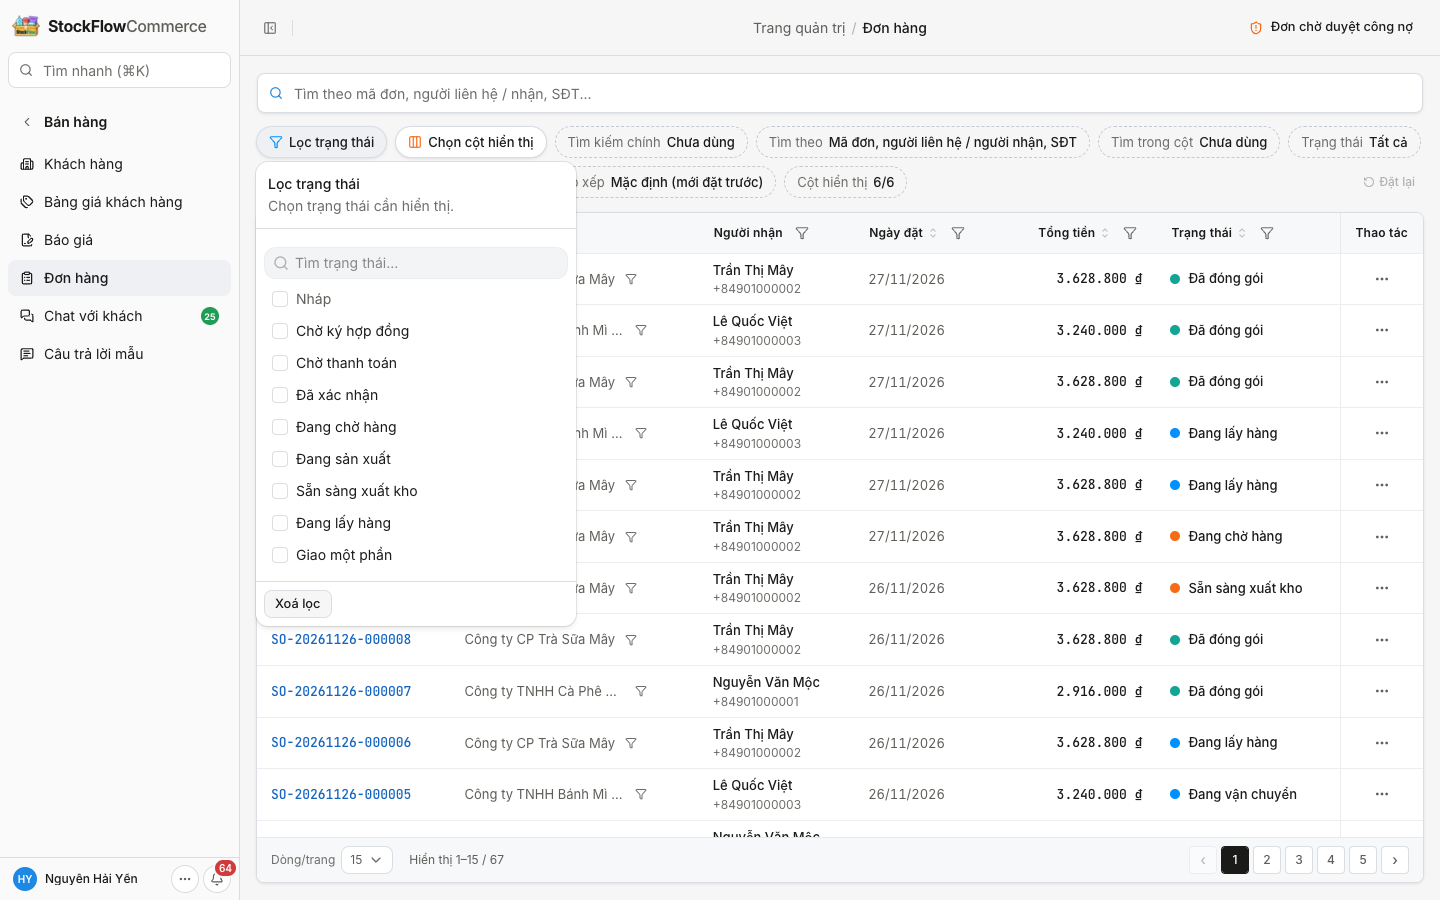 StockFlowCommerce
Tìm nhanh (⌘K)
Bán hàng
Khách hàng
Bảng giá khách hàng
Báo giá
Đơn hàng
Chat với khách
25
Câu trả lời mẫu
HY
Nguyên Hải Yên
64
Trang quản trị / Đơn hàng
Đơn chờ duyệt công nợ
Tìm theo mã đơn, người liên hệ / nhận, SĐT...
Lọc trạng thái
Chọn cột hiển thị
Tìm kiếm chính Chưa dùng
Tìm theo Mã đơn, người liên hệ / người nhận, SĐT
Tìm trong cột Chưa dùng
Trạng thái Tất cả
xếp Mặc định (mới đặt trước)
Cột hiển thị 6/6
Đặt lại
Lọc trạng thái
Chọn trạng thái cần hiển thị.
Tìm trạng thái...
Nháp
Chờ ký hợp đồng
Chờ thanh toán
Đã xác nhận
Đang chờ hàng
Đang sản xuất
Sẵn sàng xuất kho
Đang lấy hàng
Giao một phần
Xoá lọc
Người nhận
Ngày đặt
Tổng tiền
Trạng thái
Thao tác
Mây
Trần Thị Mây
+84901000002
27/11/2026
3.628.800 ₫
Đã đóng gói
Mì ...
Lê Quốc Việt
+84901000003
27/11/2026
3.240.000 ₫
Đã đóng gói
Mây
Trần Thị Mây
+84901000002
27/11/2026
3.628.800 ₫
Đã đóng gói
Mì ...
Lê Quốc Việt
+84901000003
27/11/2026
3.240.000 ₫
Đang lấy hàng
Mây
Trần Thị Mây
+84901000002
27/11/2026
3.628.800 ₫
Đang lấy hàng
Mây
Trần Thị Mây
+84901000002
27/11/2026
3.628.800 ₫
Đang chờ hàng
Mây
Trần Thị Mây
+84901000002
26/11/2026
3.628.800 ₫
Sẵn sàng xuất kho
SO-20261126-000008
Công ty CP Trà Sữa Mây
Trần Thị Mây
+84901000002
26/11/2026
3.628.800 ₫
Đã đóng gói
SO-20261126-000007
Công ty TNHH Cà Phê ...
Nguyễn Văn Mộc
+84901000001
26/11/2026
2.916.000 ₫
Đã đóng gói
SO-20261126-000006
Công ty CP Trà Sữa Mây
Trần Thị Mây
+84901000002
26/11/2026
3.628.800 ₫
Đang lấy hàng
SO-20261126-000005
Công ty TNHH Bánh Mì ...
Lê Quốc Việt
+84901000003
26/11/2026
3.240.000 ₫
Đang vận chuyển
Nguyễn Văn Mộc
Dòng/trang
15
Hiển thị 1–15 / 67
‹ 1 2 3 4 5 ›